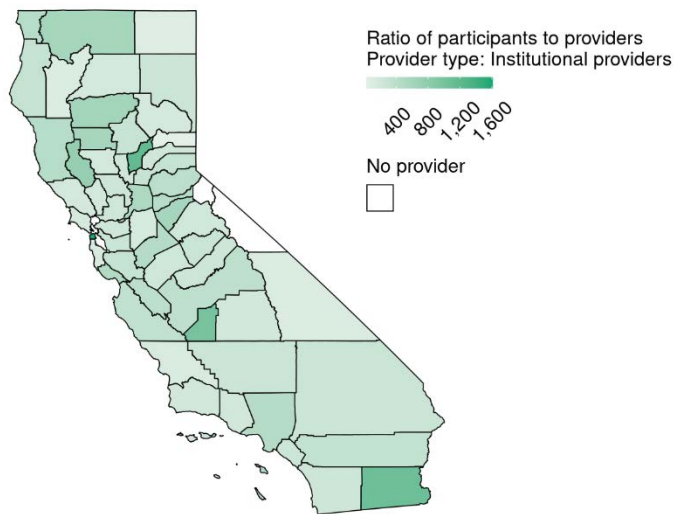 Ratio of participants to providers
Provider type: Institutional providers
400 800 1,200 1,600
No provider